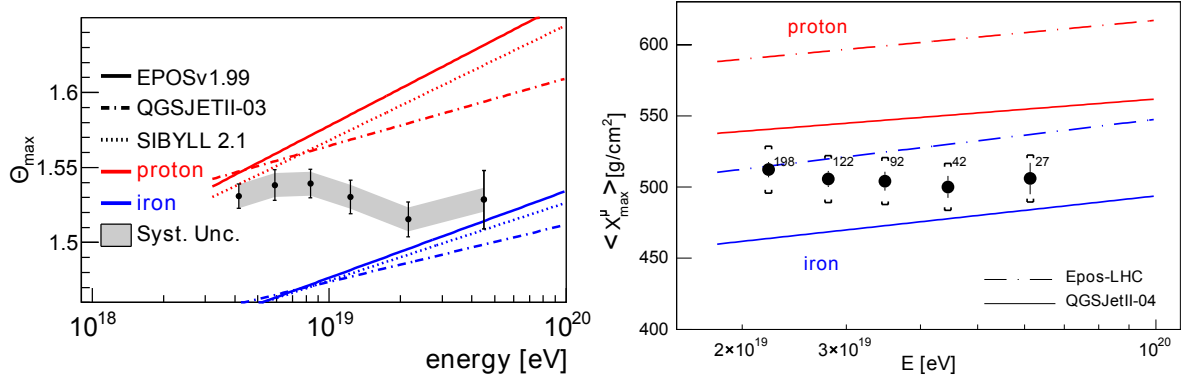 Θmax
1.6
1.55
1.5
EPOSv1.99
QGSJETII-03
SIBYLL 2.1
proton
iron
Syst. Unc.
10^18
10^19
10^20
energy [eV]
< X^μ_max > [g/cm^2]
600
550
500
450
400
proton
198
122
92
42
27
iron
Epos-LHC
QGSJetII-04
2×10^19
3×10^19
10^20
E [eV]